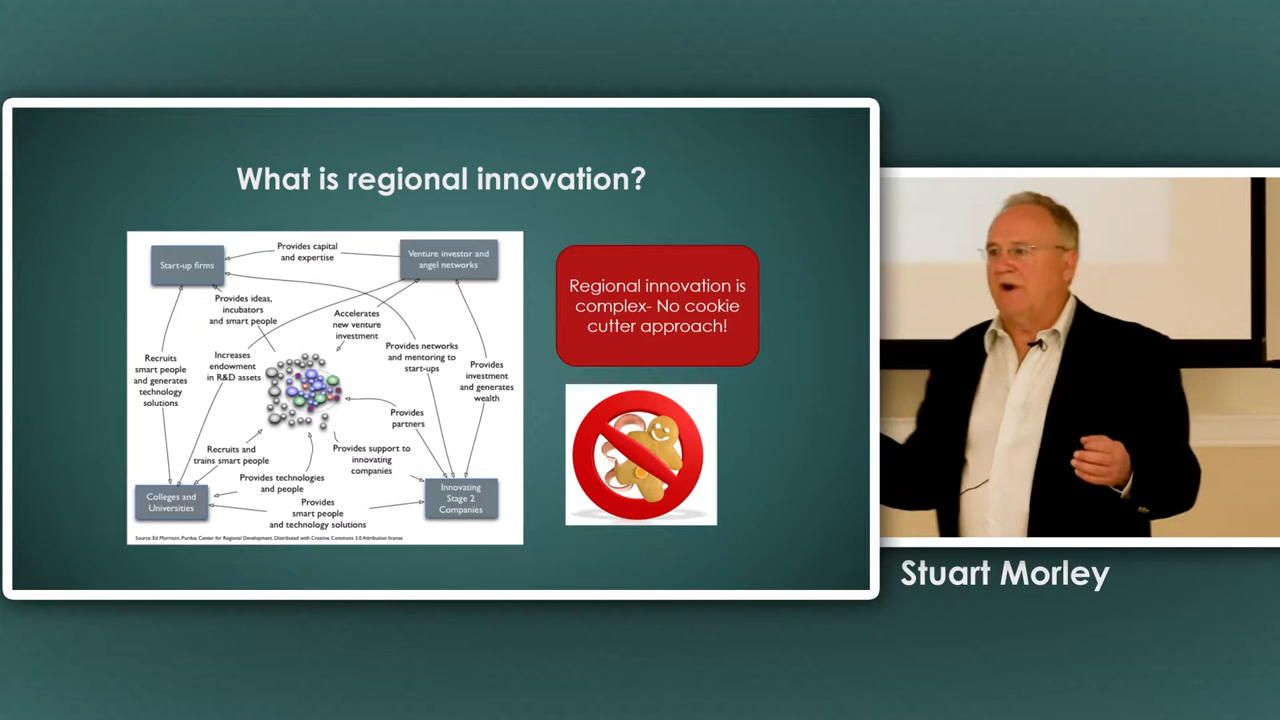 What is regional innovation?
Start-up firms
Provides capital
and expertise
Venture investor and
angel networks
Provides ideas,
incubators
and smart people
Accelerates
new venture
investment
Provides networks
and mentoring to
start-ups
Provides
investment
and generates
wealth
Recruits
smart people
and generates
technology
solutions
Increases
endowment
in R&D assets
Provides
partners
Recruits and
trains smart people
Provides support to
innovating
companies
Provides technologies
and people
Colleges and
Universities
Provides
smart people
and technology solutions
Innovating
Stage 2
Companies
Source: Ed Morrison, Purdue Center for Regional Development. Distributed with Creative Commons 3.0 Attribution license
Regional innovation is
complex- No cookie
cutter approach!
Stuart Morley